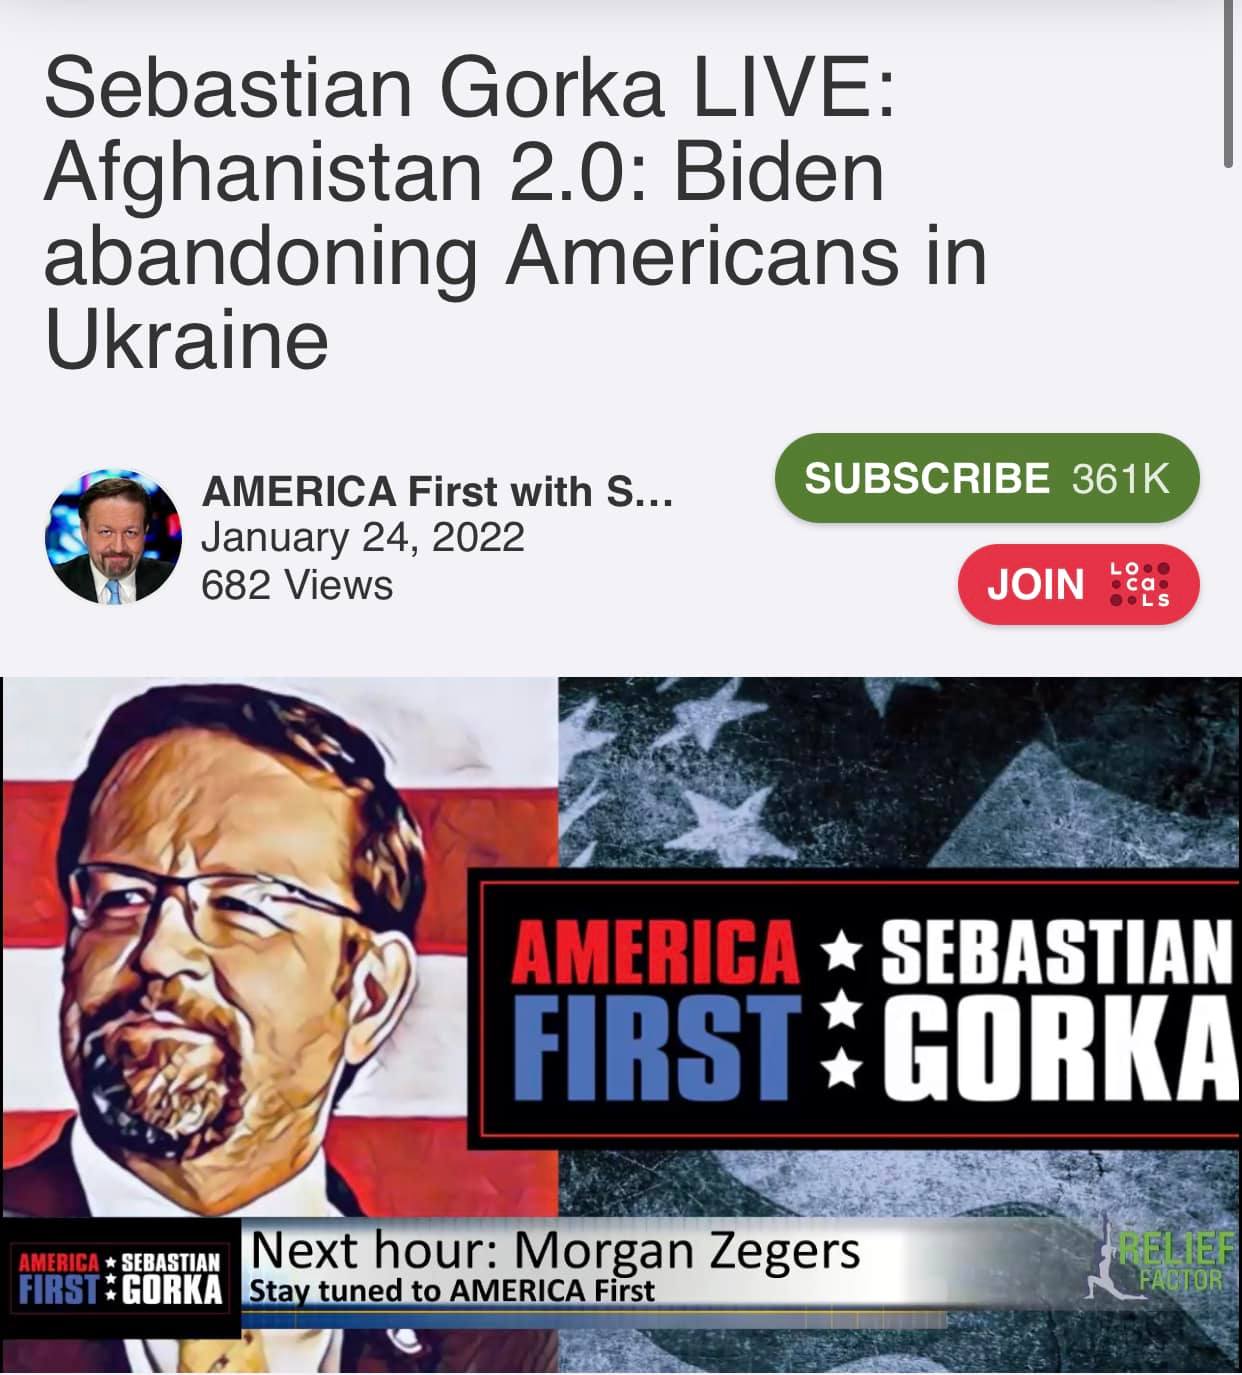 Sebastian Gorka LIVE:
Afghanistan 2.0: Biden
abandoning Americans in
Ukraine
AMERICA First with S...
January 24, 2022
682 Views
SUBSCRIBE 361K
JOIN LOcaLS
AMERICA SEBASTIAN
FIRST GORKA
AMERICA SEBASTIAN
FIRST GORKA
Next hour: Morgan Zegers
Stay tuned to AMERICA First
RELIEF
FACTOR